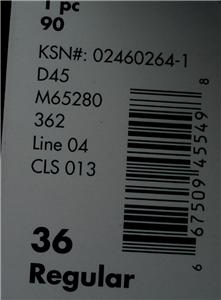 1 pc
90
KSN#: 02460264-1
D45
M65280
362
Line 04
CLS 013
36
Regular
6 67509 45549 8